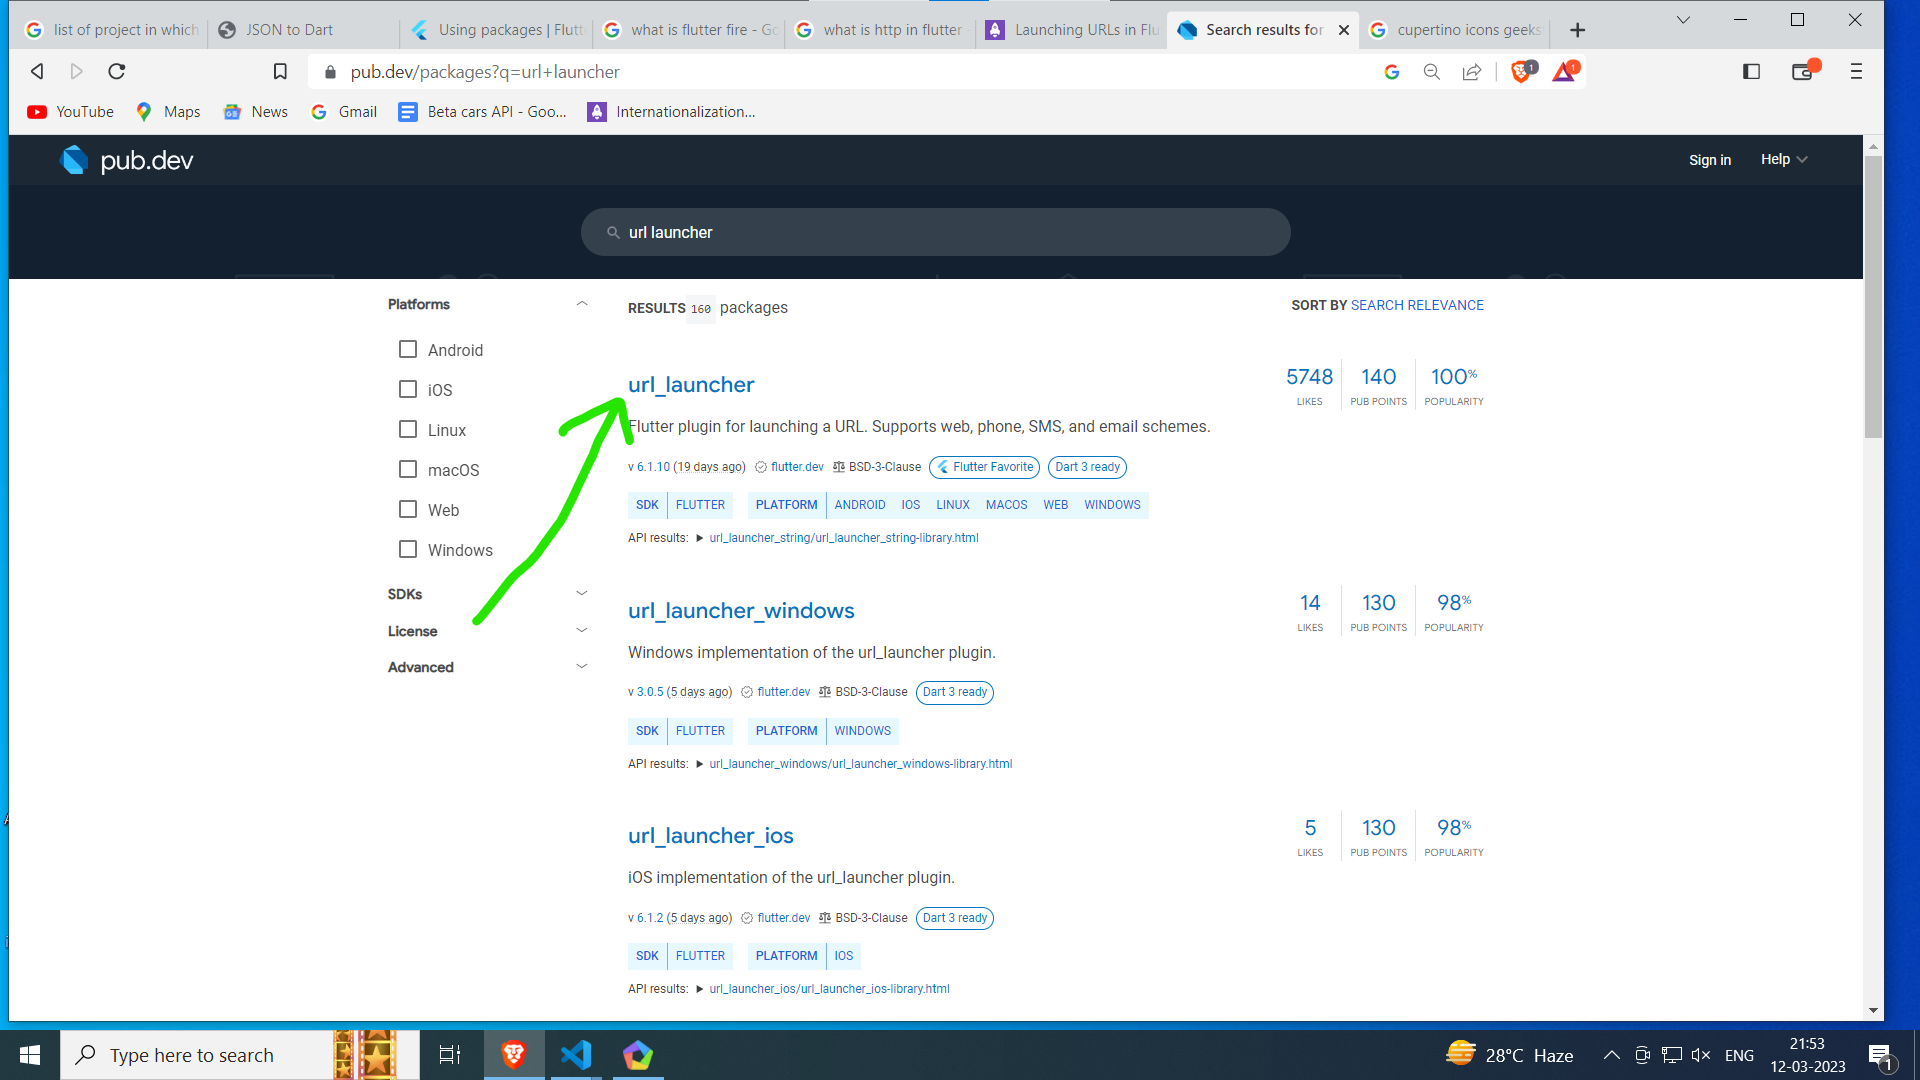 list of project in which
JSON to Dart
Using packages | Flutt
what is flutter fire - Go
what is http in flutter -
Launching URLs in Flu
Search results for
cupertino icons geeks
pub.dev/packages?q=url+launcher
1
1
YouTube
Maps
News
Gmail
Beta cars API - Goo...
Internationalization...
pub.dev
Sign in
Help
url launcher
Platforms
Android
iOS
Linux
macOS
Web
Windows
SDKs
License
Advanced
RESULTS 160 packages
SORT BY SEARCH RELEVANCE
url_launcher
5748 LIKES
140 PUB POINTS
100% POPULARITY
Flutter plugin for launching a URL. Supports web, phone, SMS, and email schemes.
v 6.1.10 (19 days ago) flutter.dev BSD-3-Clause Flutter Favorite Dart 3 ready
SDK FLUTTER PLATFORM ANDROID IOS LINUX MACOS WEB WINDOWS
API results: ▶ url_launcher_string/url_launcher_string-library.html
url_launcher_windows
14 LIKES
130 PUB POINTS
98% POPULARITY
Windows implementation of the url_launcher plugin.
v 3.0.5 (5 days ago) flutter.dev BSD-3-Clause Dart 3 ready
SDK FLUTTER PLATFORM WINDOWS
API results: ▶ url_launcher_windows/url_launcher_windows-library.html
url_launcher_ios
5 LIKES
130 PUB POINTS
98% POPULARITY
iOS implementation of the url_launcher plugin.
v 6.1.2 (5 days ago) flutter.dev BSD-3-Clause Dart 3 ready
SDK FLUTTER PLATFORM IOS
API results: ▶ url_launcher_ios/url_launcher_ios-library.html
Type here to search
28°C Haze
ENG
21:53
12-03-2023
1